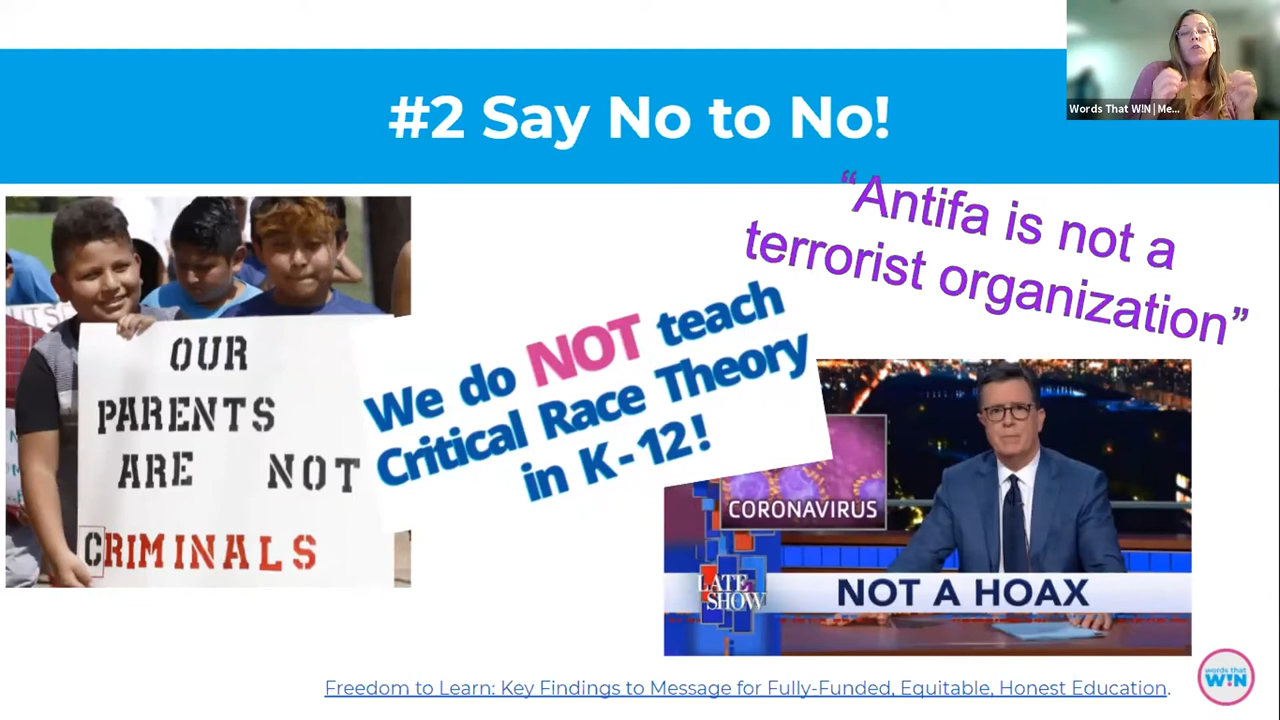 #2 Say No to No!
Words That WIN | Me...
“Antifa is not a
terrorist organization”
OUR
PARENTS
ARE NOT
CRIMINALS
We do NOT teach
Critical Race Theory
in K-12!
CORONAVIRUS
LATE
SHOW
NOT A HOAX
Freedom to Learn: Key Findings to Message for Fully-Funded, Equitable, Honest Education.
words that
W!N